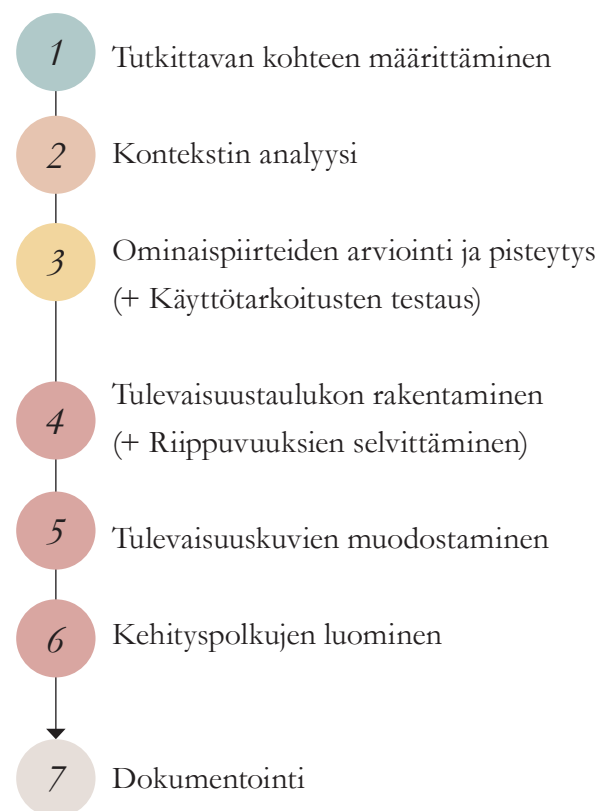 1 Tutkittavan kohteen määrittäminen
2 Kontekstin analyysi
3 Ominaispiirteiden arviointi ja pisteytys
(+ Käyttötarkoitusten testaus)
4 Tulevaisuustaulukon rakentaminen
(+ Riippuvuuksien selvittäminen)
5 Tulevaisuuskuvien muodostaminen
6 Kehityspolkujen luominen
7 Dokumentointi